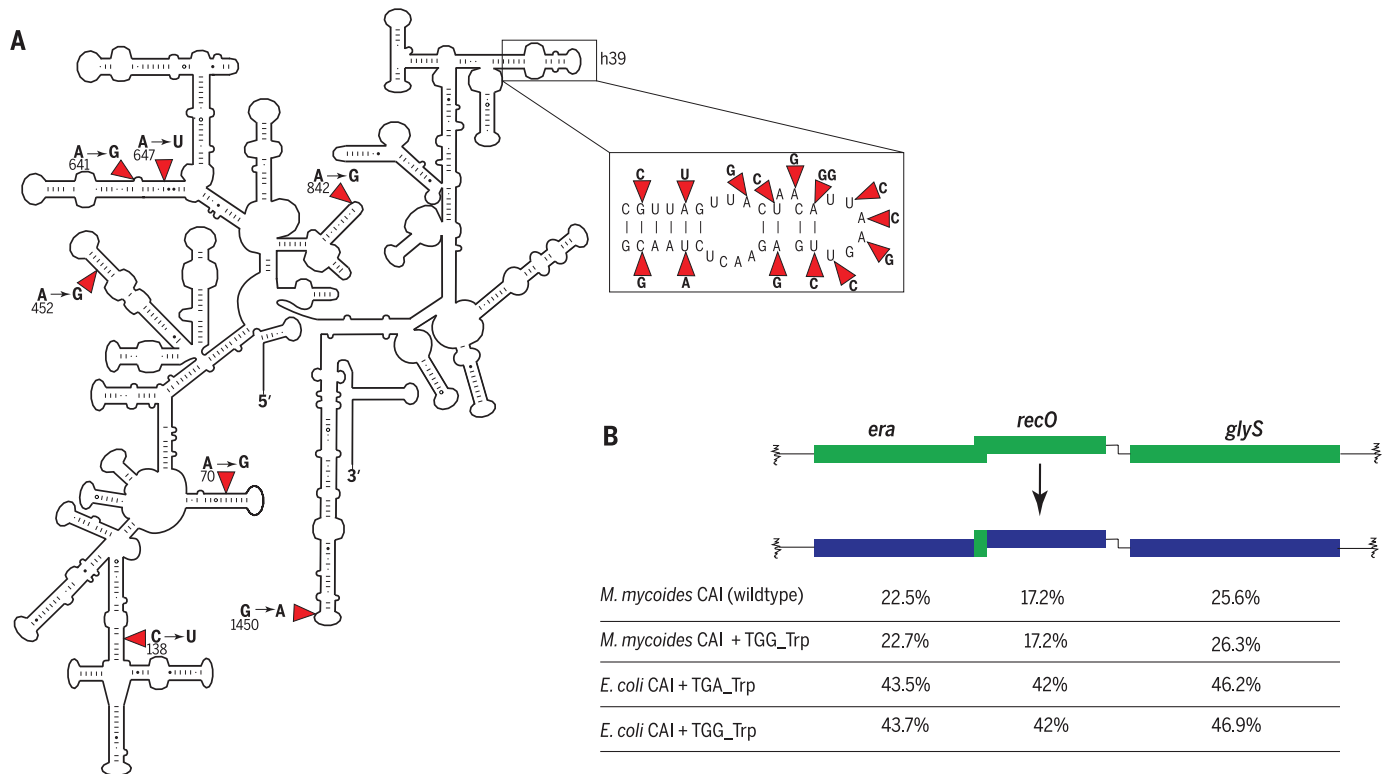 A
h39
A→G
641
A→U
647
A→G
842
C U G C G GG C
C G U U A G U U A C U A A C A U U
C
A
A
G
G C A A U C U C A A G A G U U G
G A G C C
A→G
452
5'
3'
A→G
70
G→A
1450
C→U
138
B
era recO glyS
M. mycoides CAI (wildtype) 22.5% 17.2% 25.6%
M. mycoides CAI + TGG_Trp 22.7% 17.2% 26.3%
E. coli CAI + TGA_Trp 43.5% 42% 46.2%
E. coli CAI + TGG_Trp 43.7% 42% 46.9%